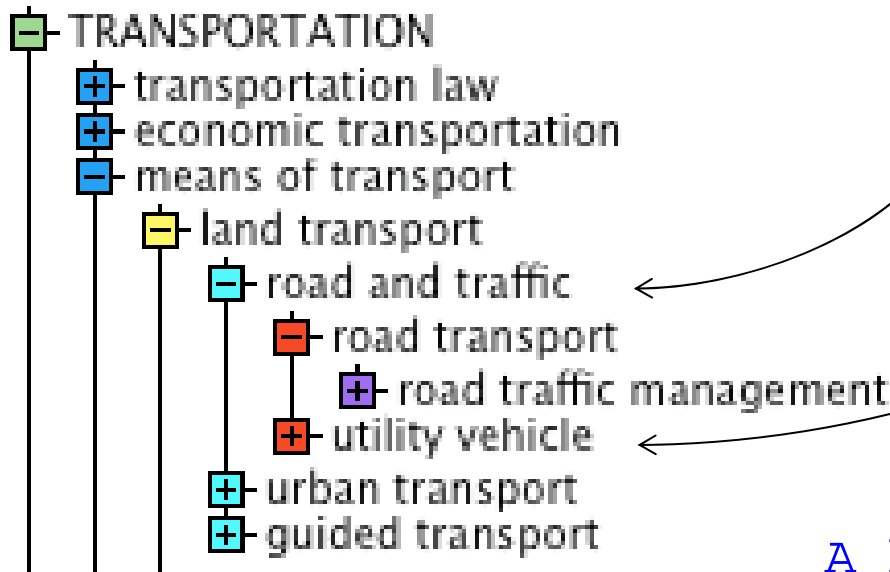 TRANSPORTATION
transportation law
economic transportation
means of transport
land transport
road and traffic
road transport
road traffic management
utility vehicle
urban transport
guided transport
A